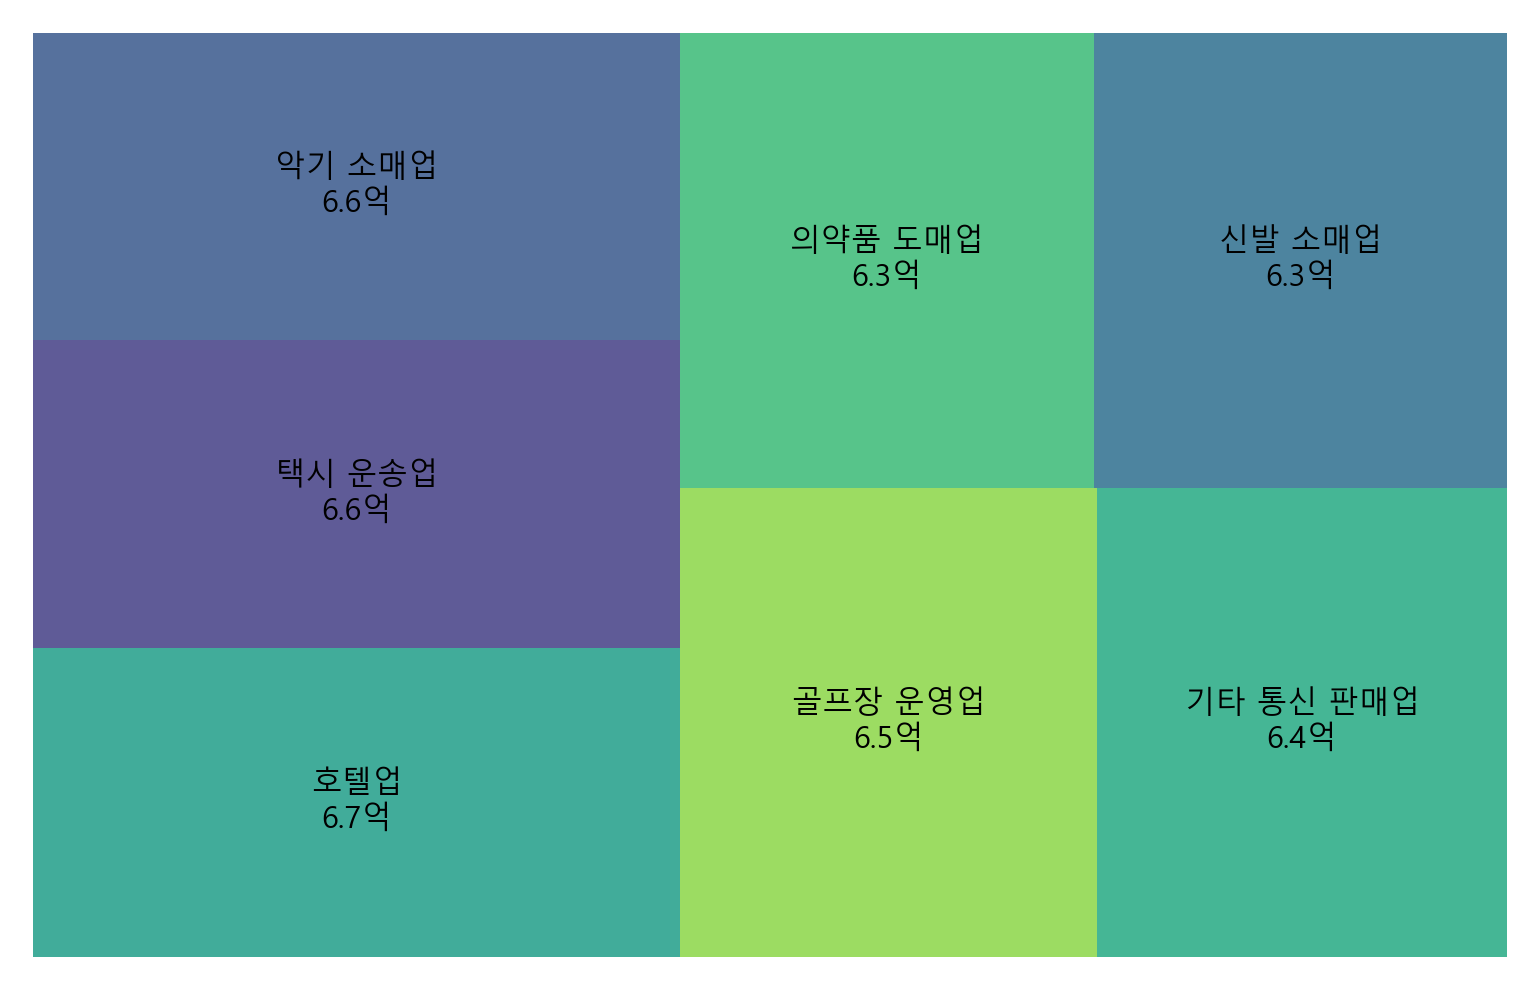 악기 소매업
6.6억
택시 운송업
6.6억
호텔업
6.7억
의약품 도매업
6.3억
신발 소매업
6.3억
골프장 운영업
6.5억
기타 통신 판매업
6.4억